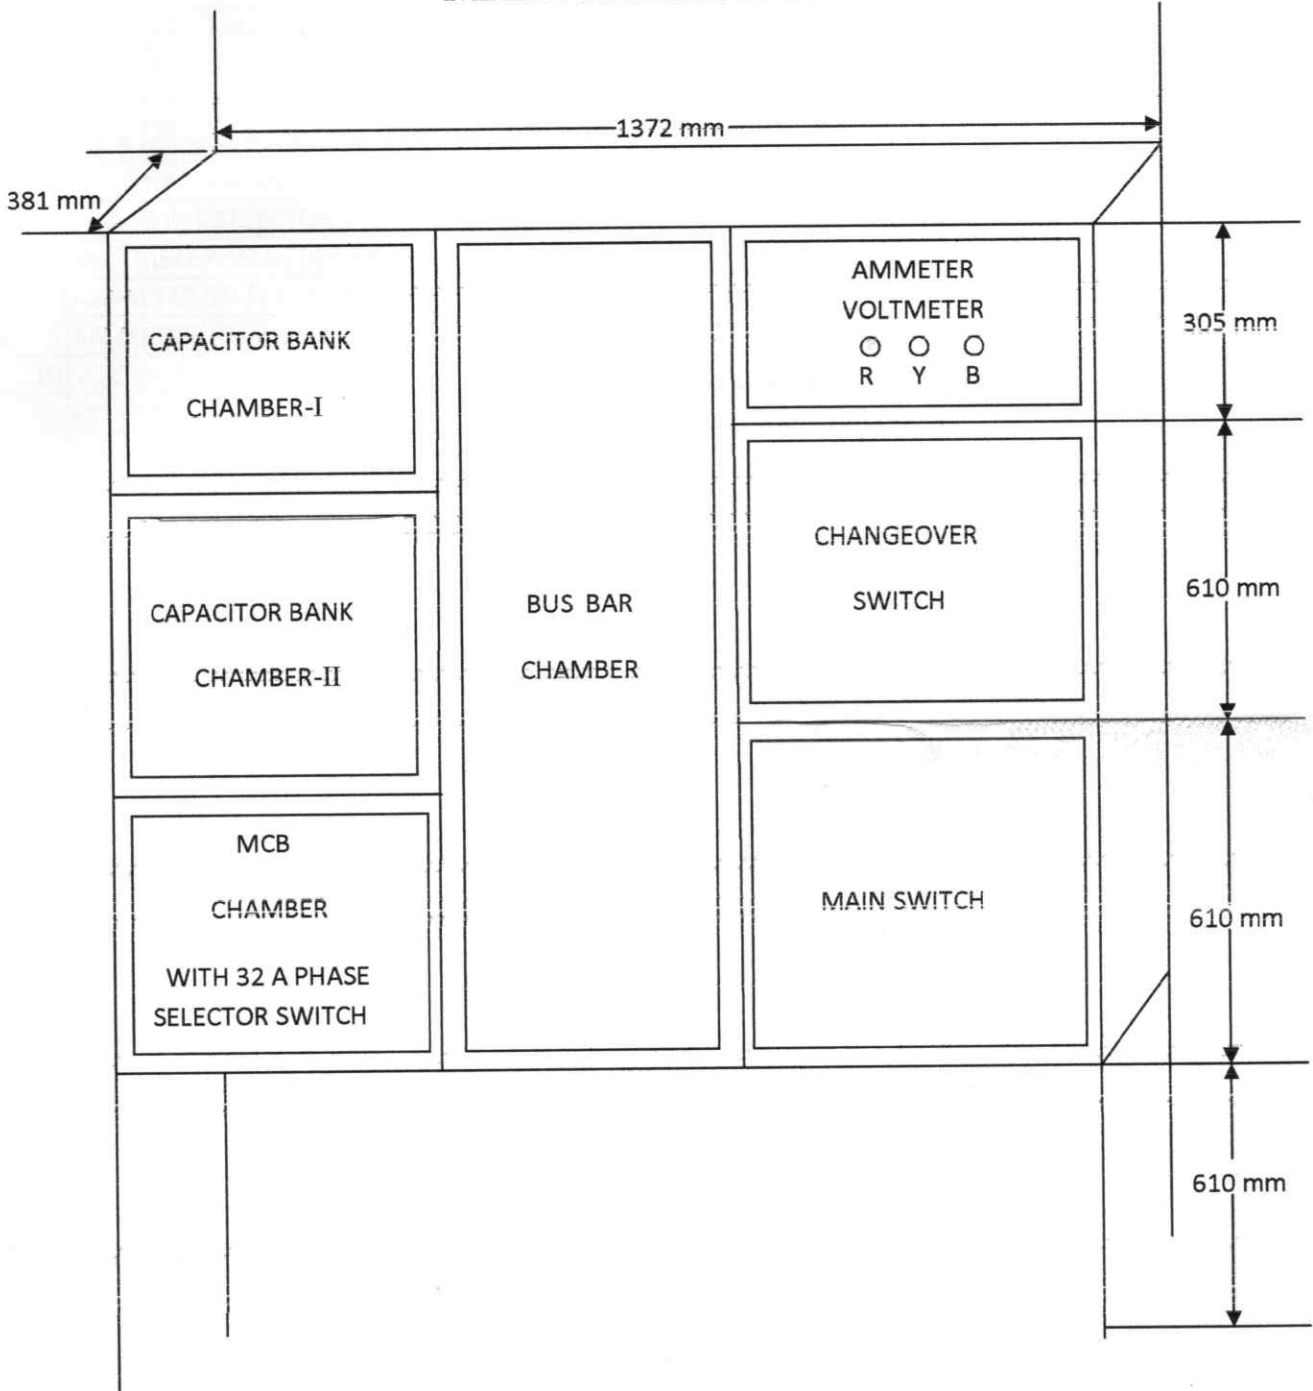 1372 mm
381 mm
CAPACITOR BANK
CHAMBER-I
AMMETER
VOLTMETER
R Y B
305 mm
CHANGEOVER
SWITCH
610 mm
CAPACITOR BANK
CHAMBER-II
BUS BAR
CHAMBER
MCB
CHAMBER
WITH 32 A PHASE
SELECTOR SWITCH
MAIN SWITCH
610 mm
610 mm